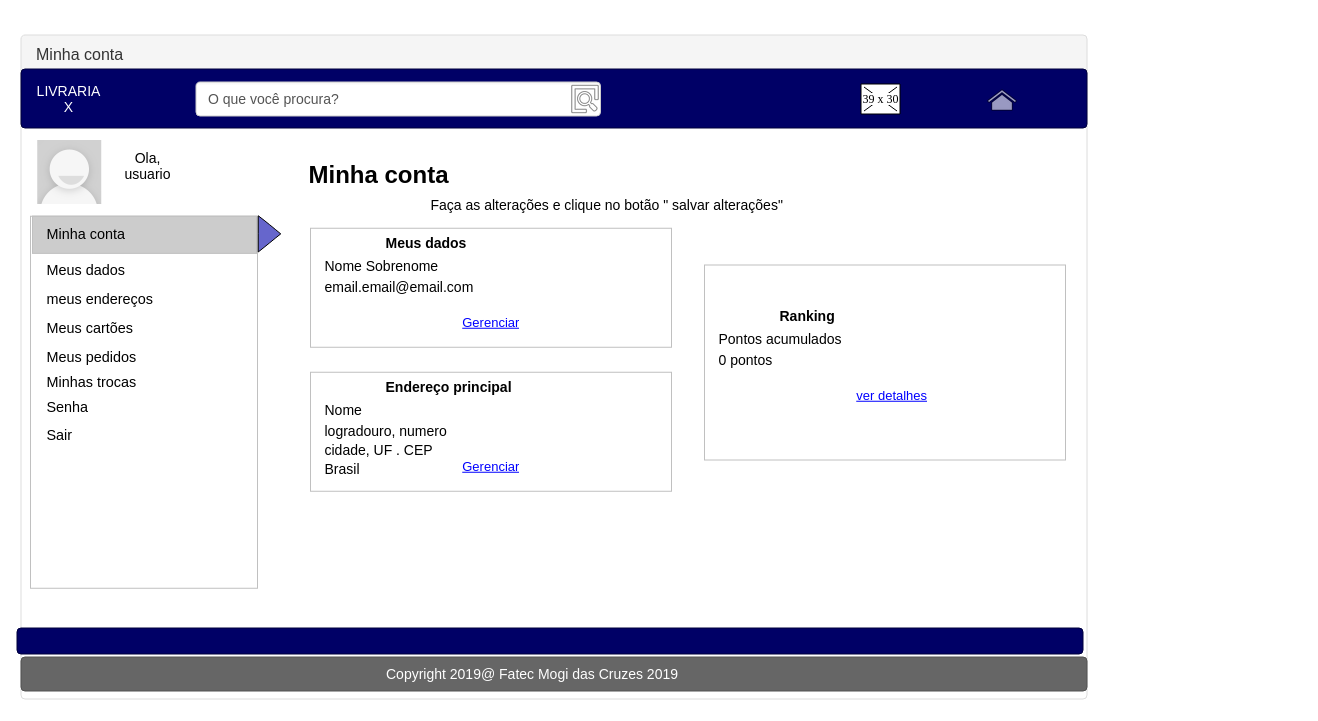 Minha conta
LIVRARIA
X
O que você procura?
39 x 30
Ola,
usuario
Minha conta
Meus dados
meus endereços
Meus cartões
Meus pedidos
Minhas trocas
Senha
Sair
Minha conta
Faça as alterações e clique no botão " salvar alterações"
Meus dados
Nome Sobrenome
email.email@email.com
Gerenciar
Endereço principal
Nome
logradouro, numero
cidade, UF . CEP
Brasil
Gerenciar
Ranking
Pontos acumulados
0 pontos
ver detalhes
Copyright 2019@ Fatec Mogi das Cruzes 2019